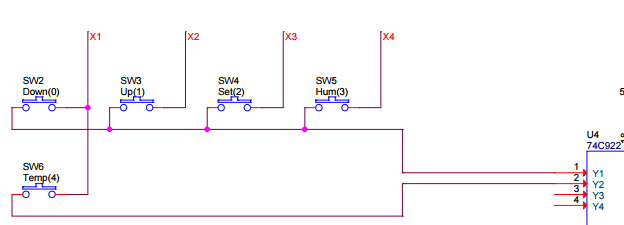 X1
X2
X3
X4
SW2
Down(0)
SW3
Up(1)
SW4
Set(2)
SW5
Hum(3)
SW6
Temp(4)
U4
74C922
1
Y1
2
Y2
3
Y3
4
Y4